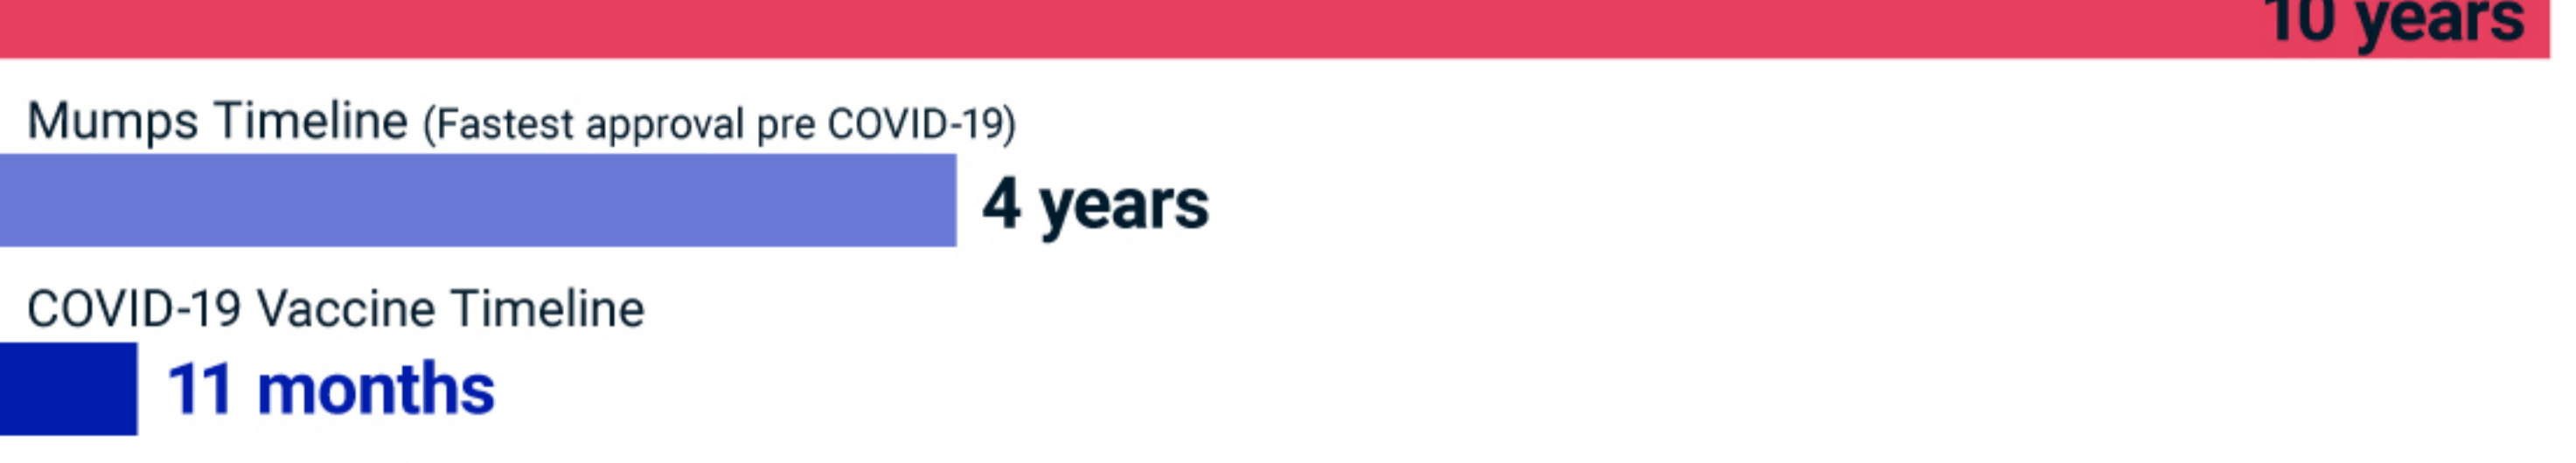 10 years
Mumps Timeline (Fastest approval pre COVID-19)
4 years
COVID-19 Vaccine Timeline
11 months